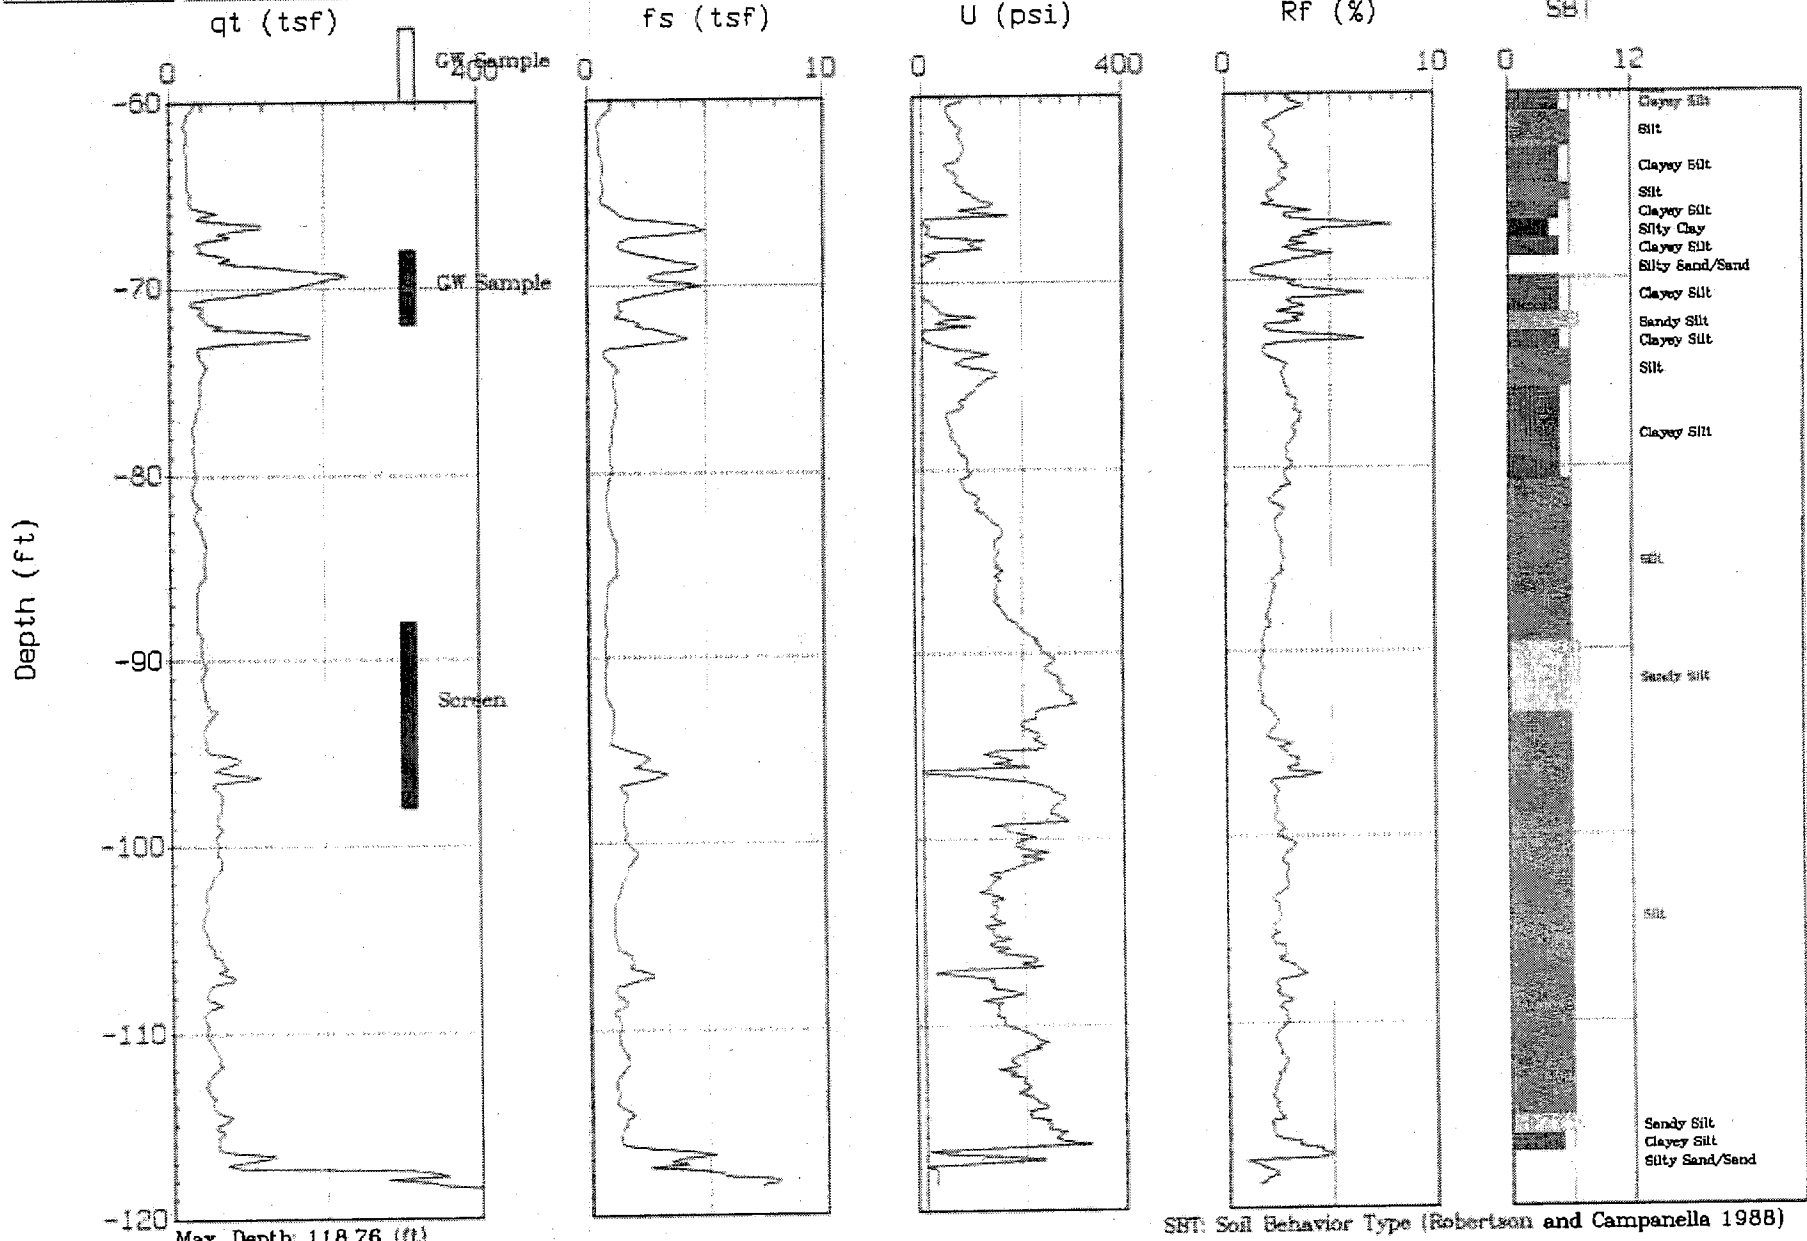 qt (tsf)
fs (tsf)
U (psi)
Rf (%)
SBT
GW Sample
0
400
0
10
0
400
0
10
0
12
-60
-70
-80
-90
-100
-110
-120
Depth (ft)
GW Sample
Screen
Clayey Silt
Silt
Clayey Silt
Silt
Clayey Silt
Silty Clay
Clayey Silt
Silty Sand/Sand
Clayey Silt
Sandy Silt
Clayey Silt
Silt
Clayey Silt
Silt
Sandy Silt
Silt
Sandy Silt
Clayey Silt
Silty Sand/Sand
Max. Depth: 118.76 (ft)
SBT: Soil Behavior Type (Robertson and Campanella 1988)